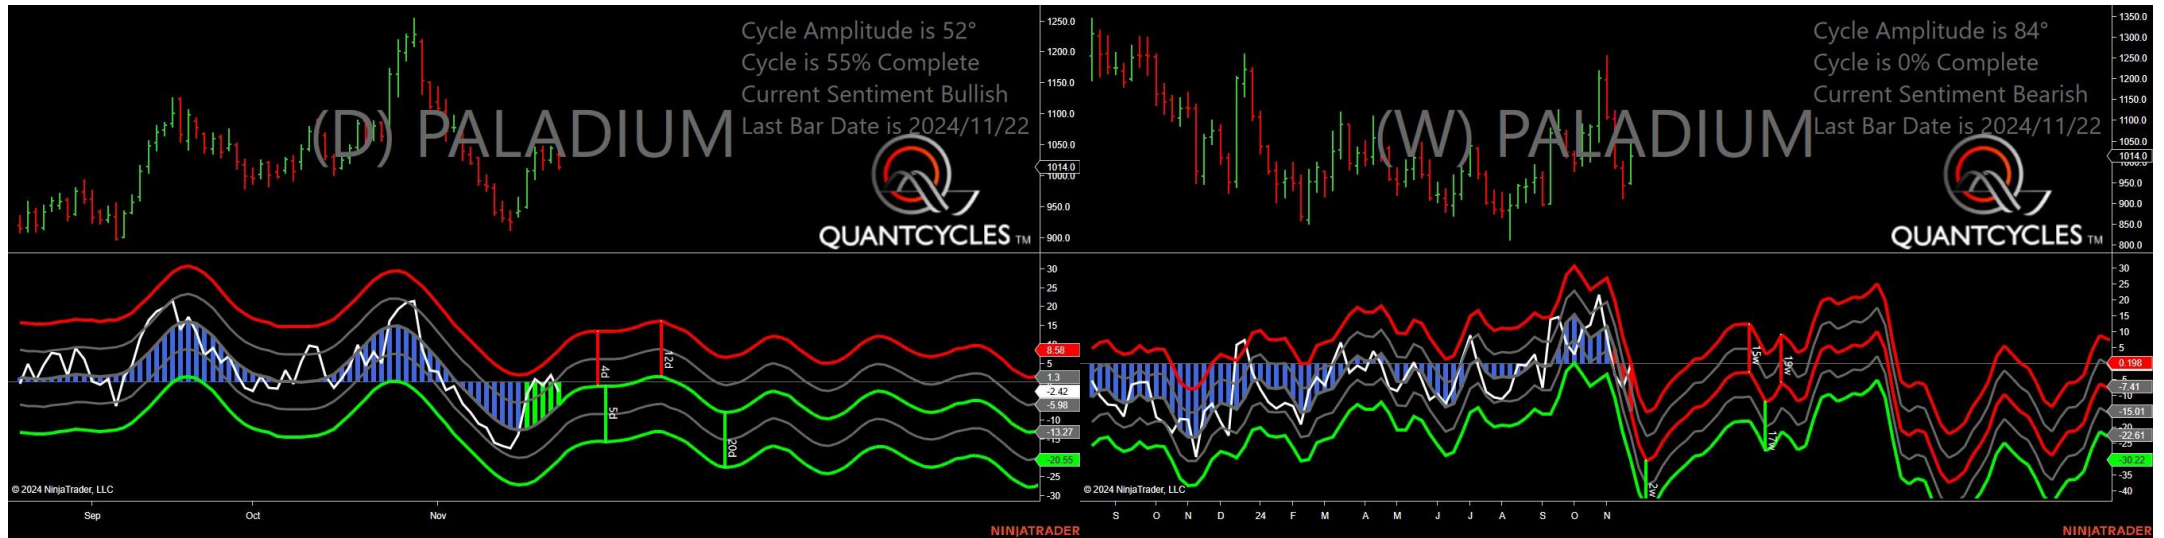 Cycle Amplitude is 52°
Cycle is 55% Complete
Current Sentiment Bullish
Last Bar Date is 2024/11/22
(D) PALADIUM
QUANTCYCLES TM
1250.0
1200.0
1150.0
1100.0
1050.0
1014.0
1000.0
950.0
900.0
30
25
20
15
8.58
5
1.3
-2.42
-5.98
-10
-13.27
-15
-20.55
-25
-30
4d
5d
12d
20d
© 2024 NinjaTrader, LLC
Sep Oct Nov
NINJATRADER
Cycle Amplitude is 84°
Cycle is 0% Complete
Current Sentiment Bearish
Last Bar Date is 2024/11/22
(W) PALADIUM
QUANTCYCLES TM
1350.0
1300.0
1250.0
1200.0
1150.0
1100.0
1050.0
1014.0
1000.0
950.0
900.0
850.0
800.0
30
25
20
15
10
5
0.198
-7.41
-10
-15.01
-22.61
-25
-30.22
-35
-40
2w
15w
17w
19w
© 2024 NinjaTrader, LLC
S O N D 24 F M A M J J A S O N
NINJATRADER